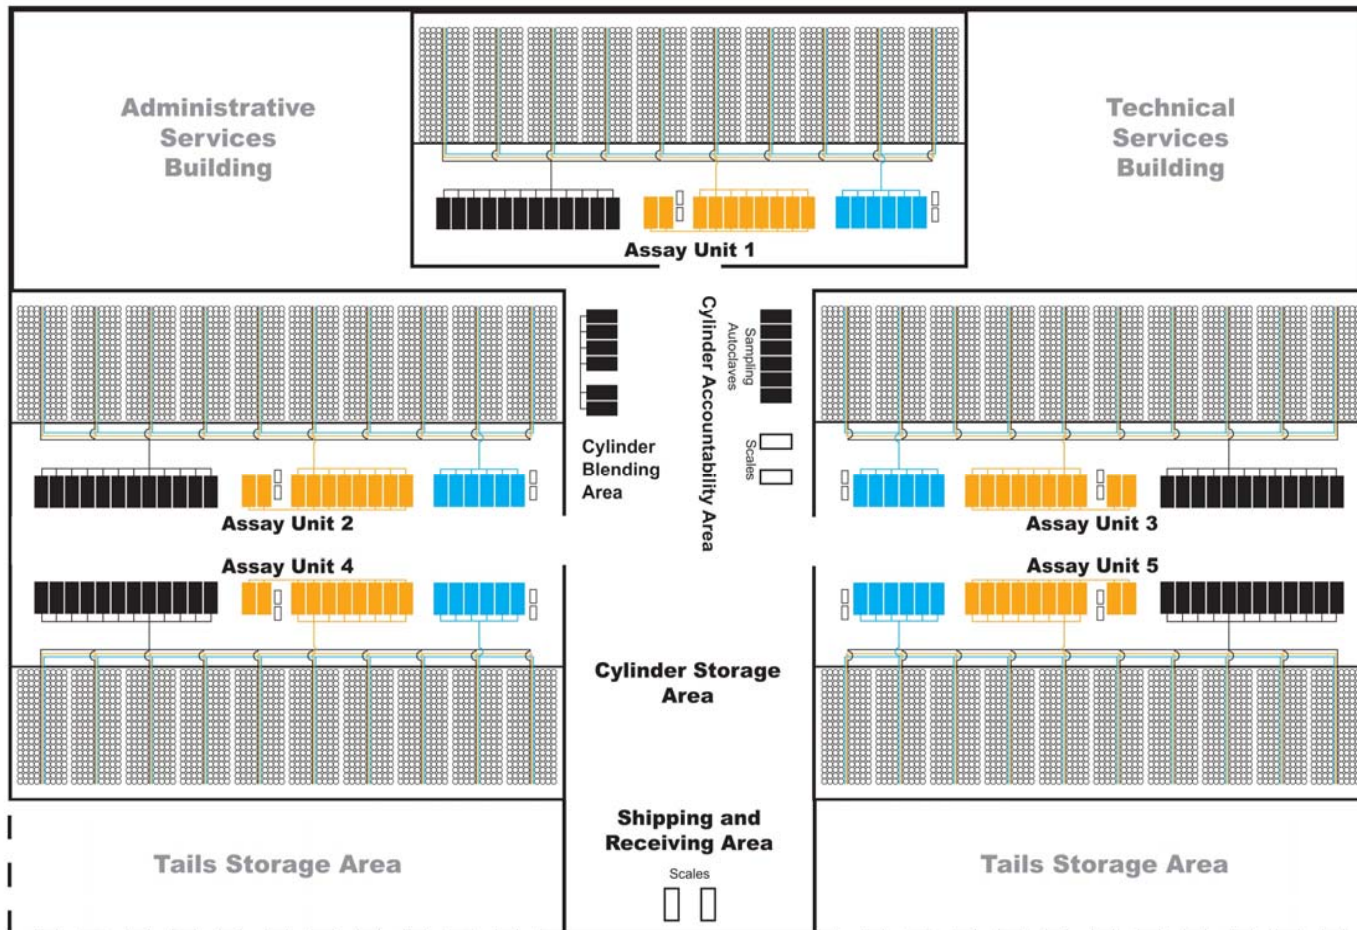 Administrative
Services
Building
Technical
Services
Building
Assay Unit 1
Cylinder Accountability Area
Sampling
Autoclaves
Scales
Cylinder
Blending
Area
Assay Unit 2
Assay Unit 3
Assay Unit 4
Assay Unit 5
Cylinder Storage
Area
Shipping and
Receiving Area
Scales
Tails Storage Area
Tails Storage Area